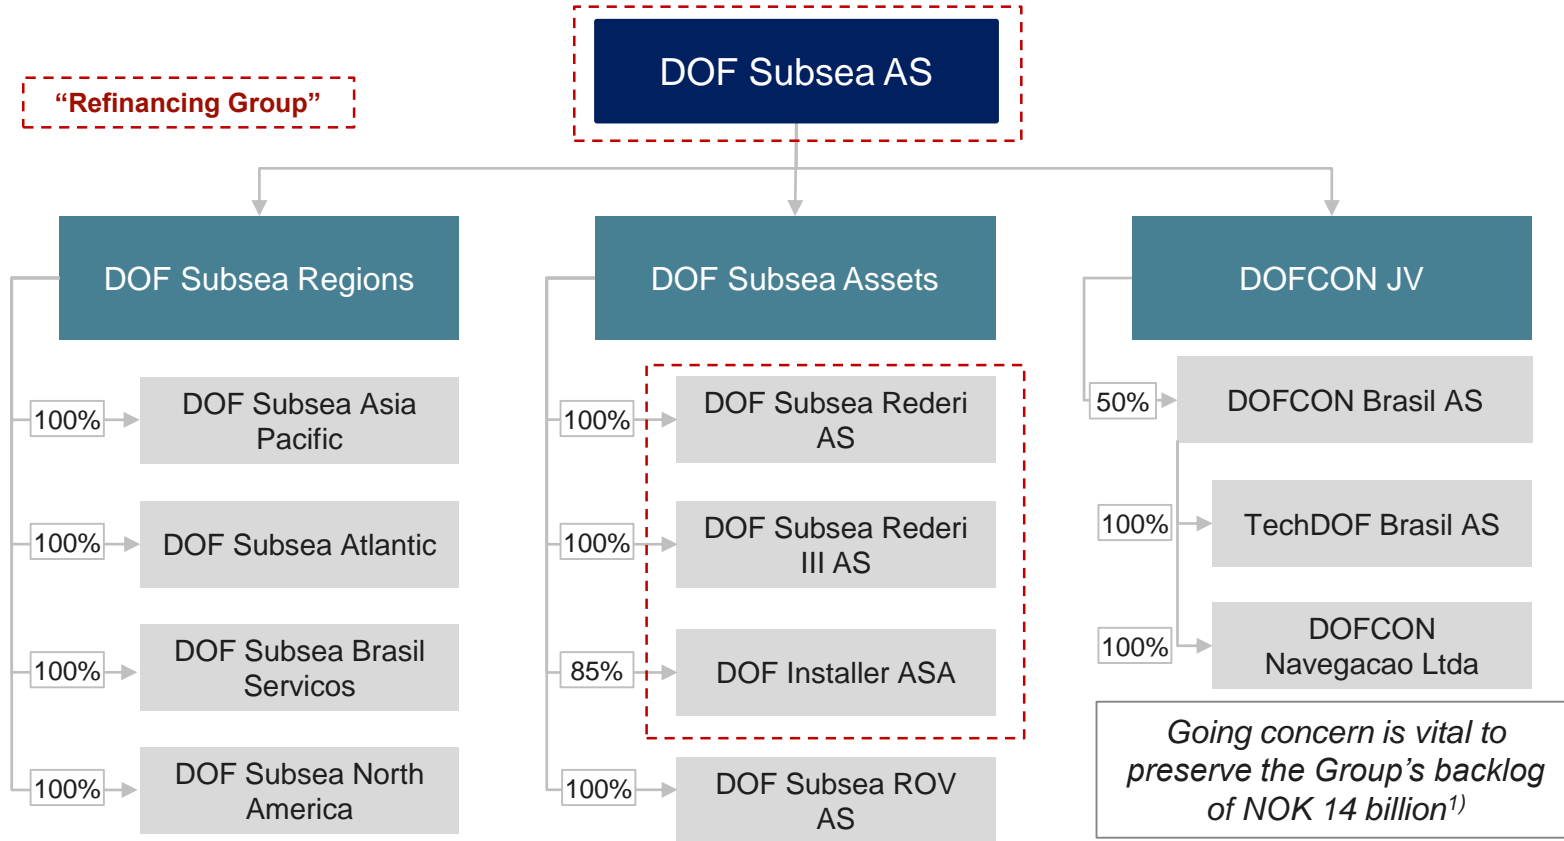 DOF Subsea AS
“Refinancing Group”
DOF Subsea Regions
DOF Subsea Assets
DOFCON JV
100%
DOF Subsea Asia
Pacific
100%
DOF Subsea Atlantic
100%
DOF Subsea Brasil
Servicos
100%
DOF Subsea North
America
100%
DOF Subsea Rederi
AS
100%
DOF Subsea Rederi
III AS
85%
DOF Installer ASA
100%
DOF Subsea ROV
AS
50%
DOFCON Brasil AS
100%
TechDOF Brasil AS
100%
DOFCON
Navegacao Ltda
Going concern is vital to
preserve the Group’s backlog
of NOK 14 billion1)